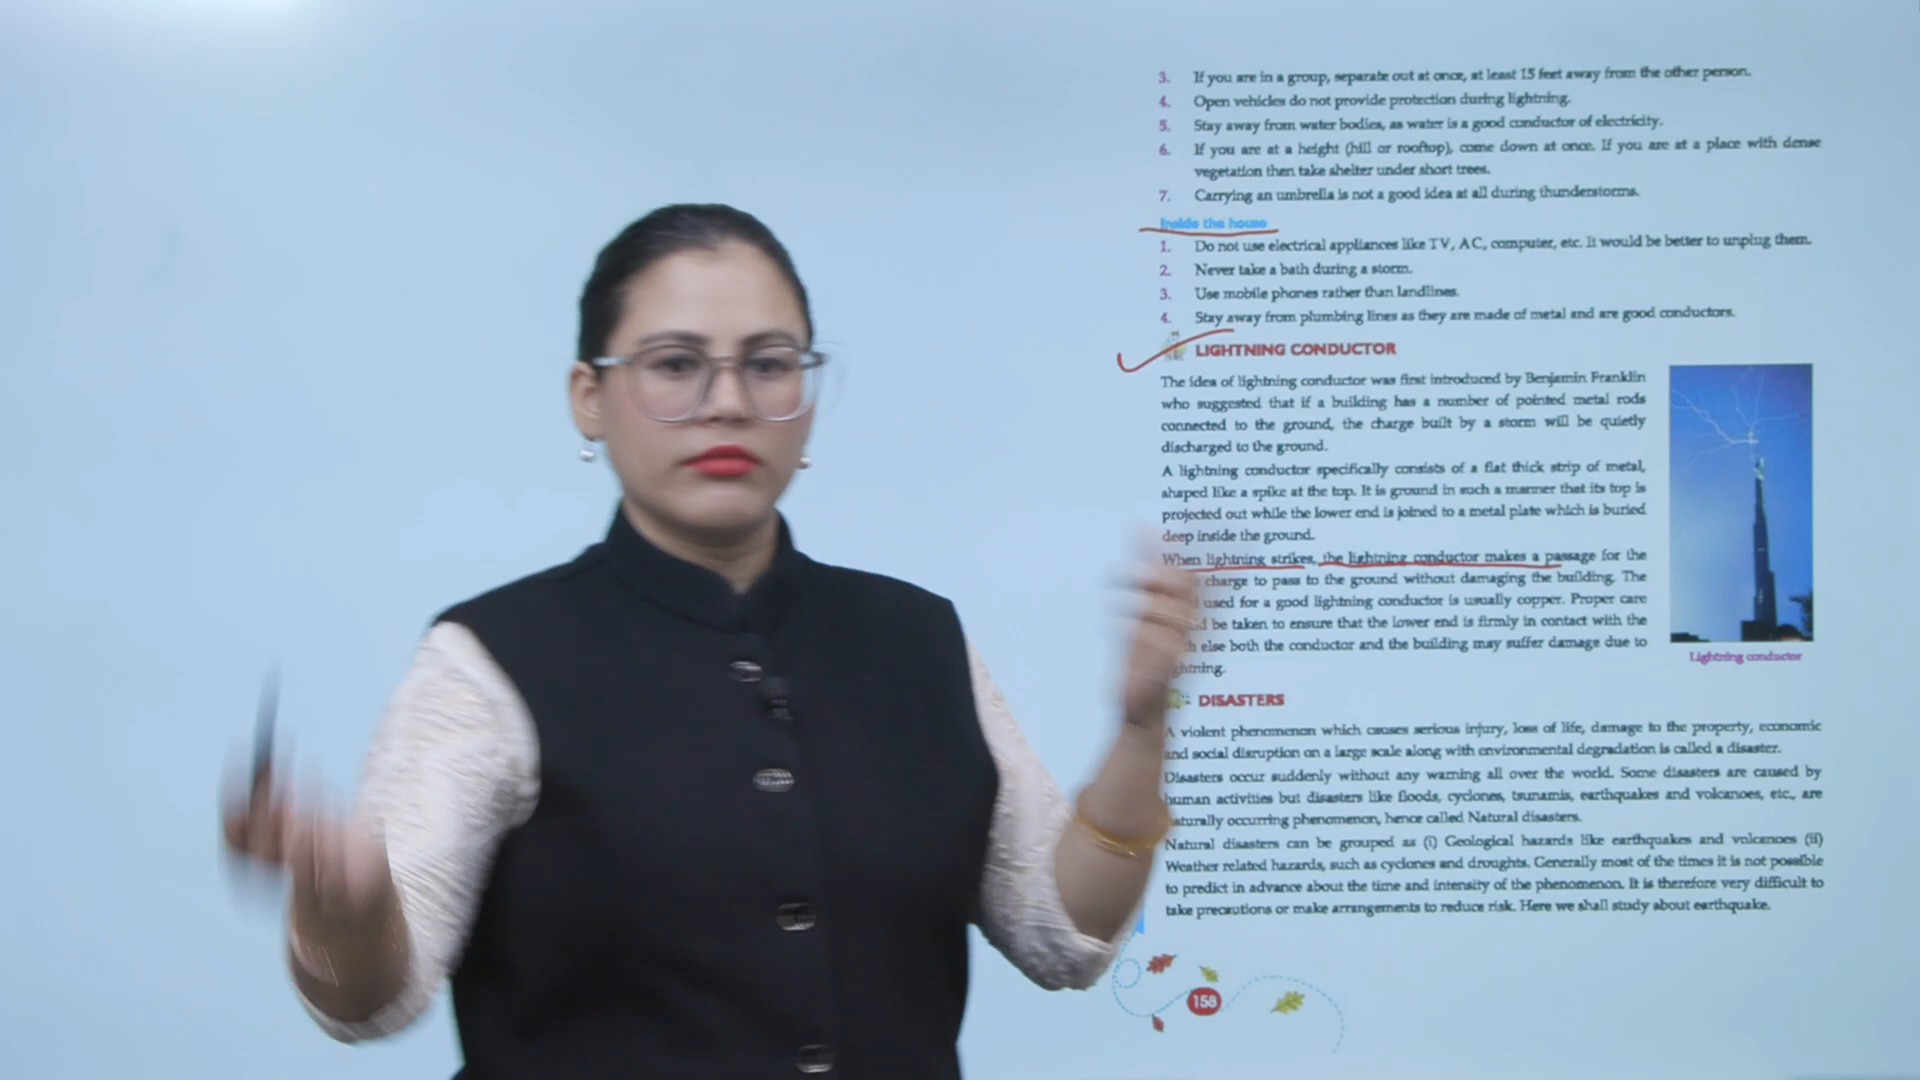 3. If you are in a group, separate out at once, at least 15 feet away from the other person.
4. Open vehicles do not provide protection during lightning.
5. Stay away from water bodies, as water is a good conductor of electricity.
6. If you are at a height (hill or rooftop), come down at once. If you are at a place with dense
vegetation then take shelter under short trees.
7. Carrying an umbrella is not a good idea at all during thunderstorms.
Inside the house
1. Do not use electrical appliances like TV, AC, computer, etc. It would be better to unplug them.
2. Never take a bath during a storm.
3. Use mobile phones rather than landlines.
4. Stay away from plumbing lines as they are made of metal and are good conductors.
LIGHTNING CONDUCTOR
The idea of lightning conductor was first introduced by Benjamin Franklin
who suggested that if a building has a number of pointed metal rods
connected to the ground, the charge built by a storm will be quietly
discharged to the ground.
A lightning conductor specifically consists of a flat thick strip of metal,
shaped like a spike at the top. It is ground in such a manner that its top is
projected out while the lower end is joined to a metal plate which is buried
deep inside the ground.
When lightning strikes, the lightning conductor makes a passage for the
charge to pass to the ground without damaging the building. The
used for a good lightning conductor is usually copper. Proper care
be taken to ensure that the lower end is firmly in contact with the
else both the conductor and the building may suffer damage due to
Lightning conductor
DISASTERS
A violent phenomenon which causes serious injury, loss of life, damage to the property, economic
and social disruption on a large scale along with environmental degradation is called a disaster.
Disasters occur suddenly without any warning all over the world. Some disasters are caused by
human activities but disasters like floods, cyclones, tsunamis, earthquakes and volcanoes, etc., are
naturally occurring phenomenon, hence called Natural disasters.
Natural disasters can be grouped as (i) Geological hazards like earthquakes and volcanoes (ii)
Weather related hazards, such as cyclones and droughts. Generally most of the times it is not possible
to predict in advance about the time and intensity of the phenomenon. It is therefore very difficult to
take precautions or make arrangements to reduce risk. Here we shall study about earthquake.
158